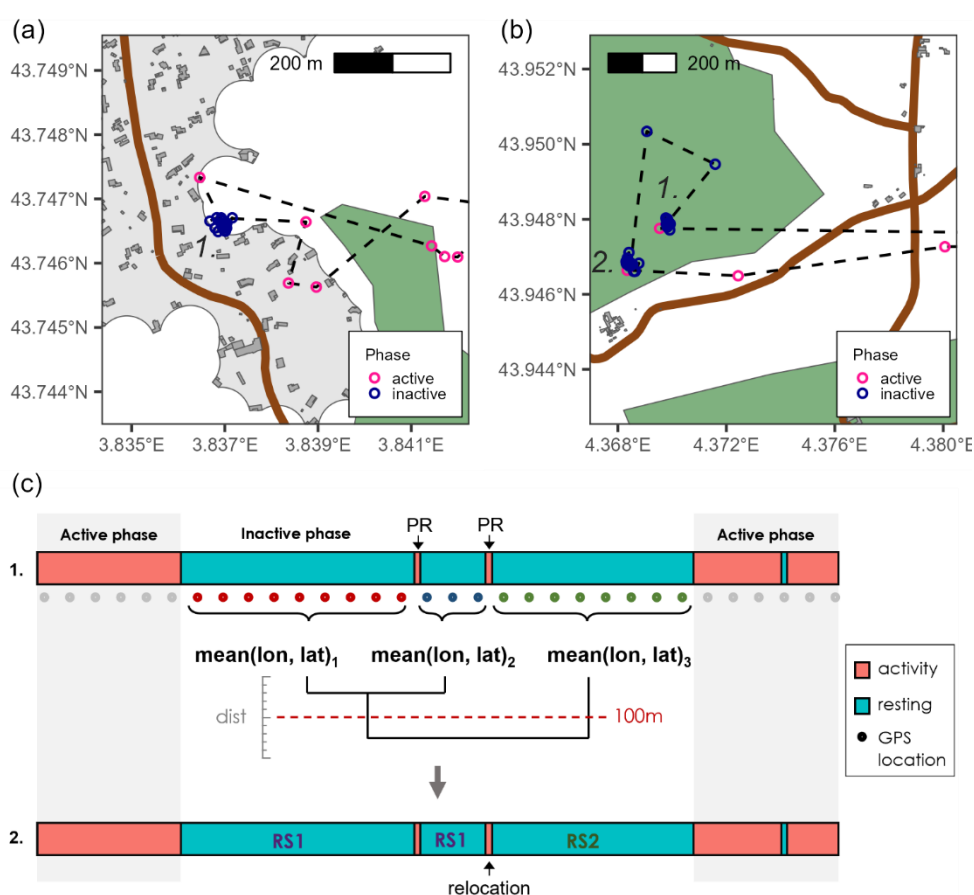 (a)
200 m
43.749°N
43.748°N
43.747°N
43.746°N
43.745°N
43.744°N
1.
Phase
active
inactive
3.835°E
3.837°E
3.839°E
3.841°E
(b)
200 m
43.952°N
43.950°N
43.948°N
43.946°N
43.944°N
1.
2.
Phase
active
inactive
4.368°E
4.372°E
4.376°E
4.380°E
(c)
Active phase
Inactive phase
PR
PR
Active phase
1.
mean(lon, lat)1
mean(lon, lat)2
mean(lon, lat)3
dist
100m
activity
resting
GPS
location
2.
RS1
RS1
RS2
relocation